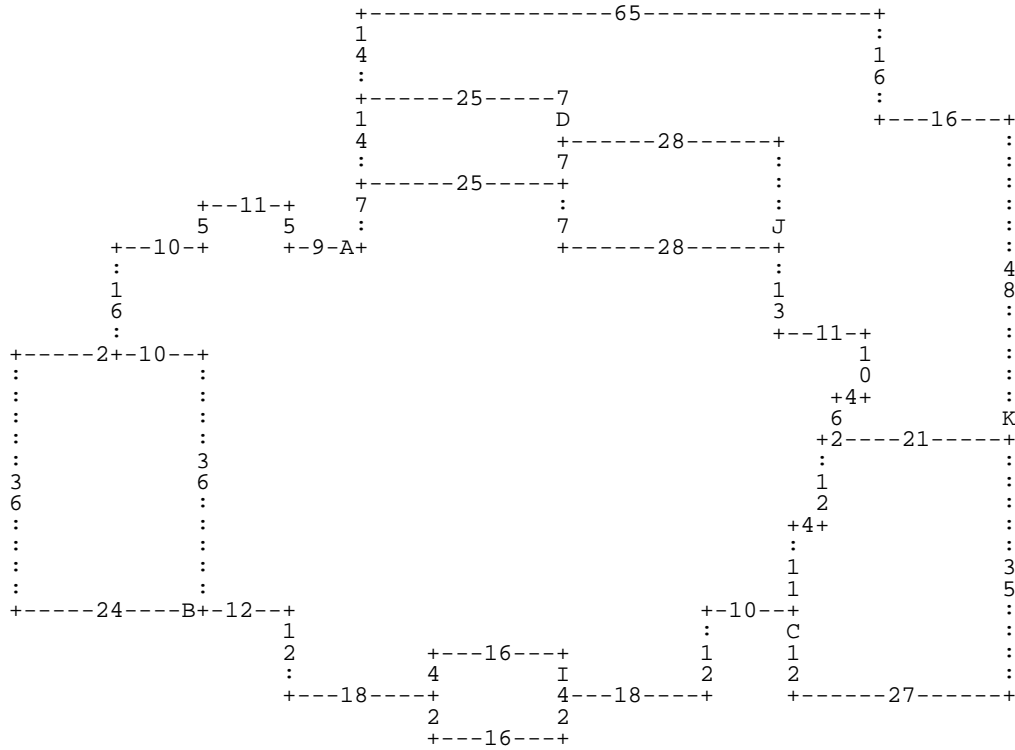 +-----------------65----------------+
                        1                                   :
                        4                                   1
                        :                                   6
                        +------25-----7                     :
                        1             D                     +---16---+
                        4             +------28------+               :
                        :             7              :               :
                        +------25-----+              :               :
             +--11-+    7             :              :               :
             5     5    :             7              J               :
       +--10-+     +-9-A+             +------28------+               :
       :                                             :               4
       1                                             1               8
       6                                             3               :
       :                                             +--11-+         :
+-----2+-10--+                                             1         :
:            :                                             0         :
:            :                                           +4+         :
:            :                                           6           K
:            :                                          +2----21-----+
:            3                                          :            :
3            6                                          1            :
6            :                                          2            :
:            :                                        +4+            :
:            :                                        :              :
:            :                                        1              3
:            :                                        1              5
+-----24----B+-12--+                            +-10--+              :
                   1                            :     C              :
                   2         +---16---+         1     1              :
                   :         4        I         2     2              :
                   +---18----+        4---18----+     +------27------+
                             2        2
                             +---16---+